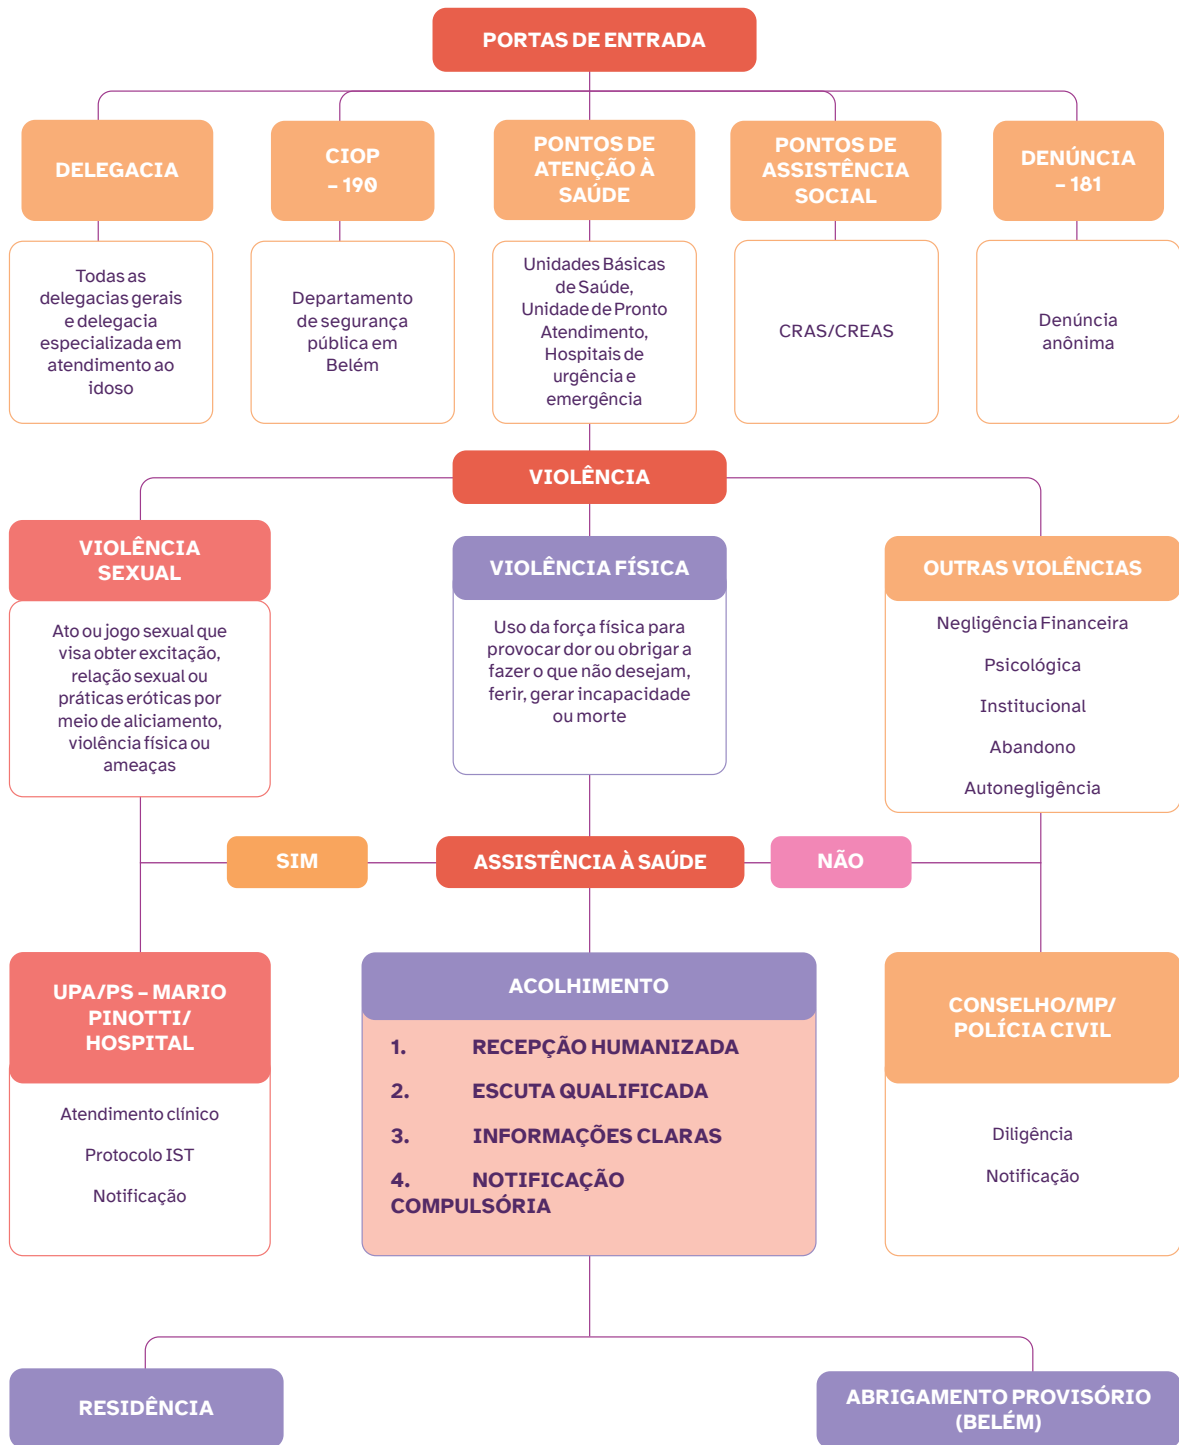 PORTAS DE ENTRADA
DELEGACIA
Todas as
delegacias gerais
e delegacia
especializada em
atendimento ao
idoso
CIOP
– 190
Departamento
de segurança
pública em
Belém
PONTOS DE
ATENÇÃO À
SAÚDE
Unidades Básicas
de Saúde,
Unidade de Pronto
Atendimento,
Hospitais de
urgência e
emergência
PONTOS DE
ASSISTÊNCIA
SOCIAL
CRAS/CREAS
DENÚNCIA
– 181
Denúncia
anônima
VIOLÊNCIA
VIOLÊNCIA
SEXUAL
Ato ou jogo sexual que
visa obter excitação,
relação sexual ou
práticas eróticas por
meio de aliciamento,
violência física ou
ameaças
VIOLÊNCIA FÍSICA
Uso da força física para
provocar dor ou obrigar a
fazer o que não desejam,
ferir, gerar incapacidade
ou morte
OUTRAS VIOLÊNCIAS
Negligência Financeira
Psicológica
Institucional
Abandono
Autonegligência
SIM
ASSISTÊNCIA À SAÚDE
NÃO
UPA/PS – MARIO
PINOTTI/
HOSPITAL
Atendimento clínico
Protocolo IST
Notificação
ACOLHIMENTO
1. RECEPÇÃO HUMANIZADA
2. ESCUTA QUALIFICADA
3. INFORMAÇÕES CLARAS
4. NOTIFICAÇÃO
COMPULSÓRIA
CONSELHO/MP/
POLÍCIA CIVIL
Diligência
Notificação
RESIDÊNCIA
ABRIGAMENTO PROVISÓRIO
(BELÉM)